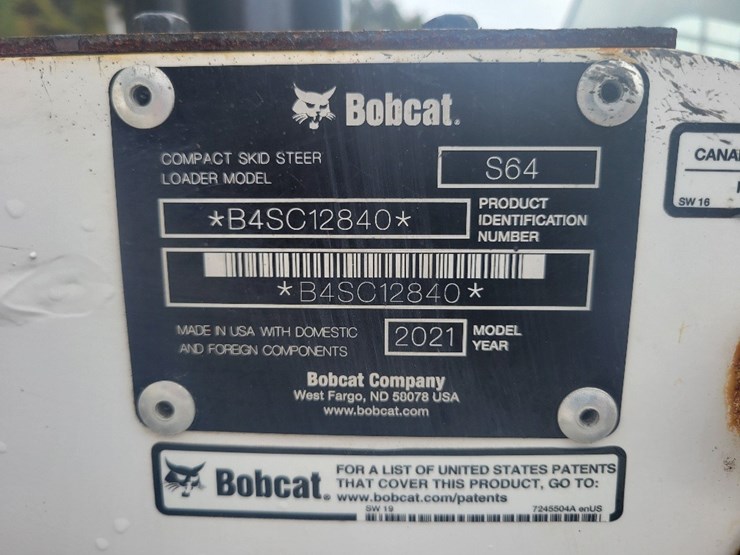 Bobcat.
COMPACT SKID STEER
LOADER MODEL
S64
*B4SC12840*
PRODUCT
IDENTIFICATION
NUMBER
*B4SC12840*
MADE IN USA WITH DOMESTIC
AND FOREIGN COMPONENTS
2021
MODEL
YEAR
Bobcat Company
West Fargo, ND 58078 USA
www.bobcat.com
Bobcat.
FOR A LIST OF UNITED STATES PATENTS
THAT COVER THIS PRODUCT, GO TO:
www.bobcat.com/patents
SW 19
7245504A enUS
SW 16